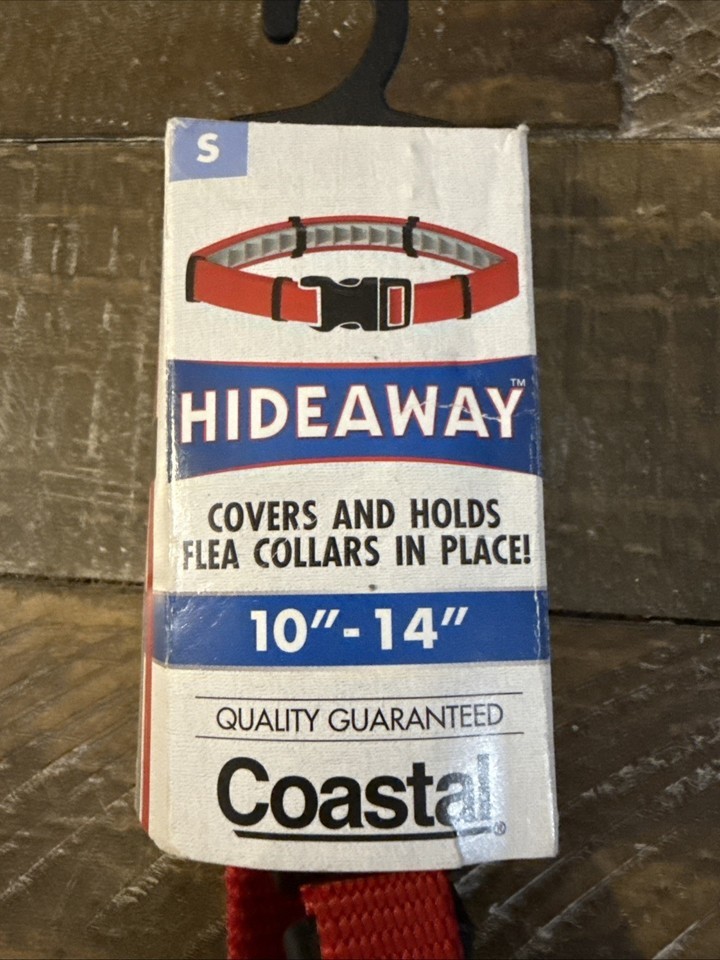 S
HIDEAWAY™
COVERS AND HOLDS
FLEA COLLARS IN PLACE!
10"-14"
QUALITY GUARANTEED
Coastal®